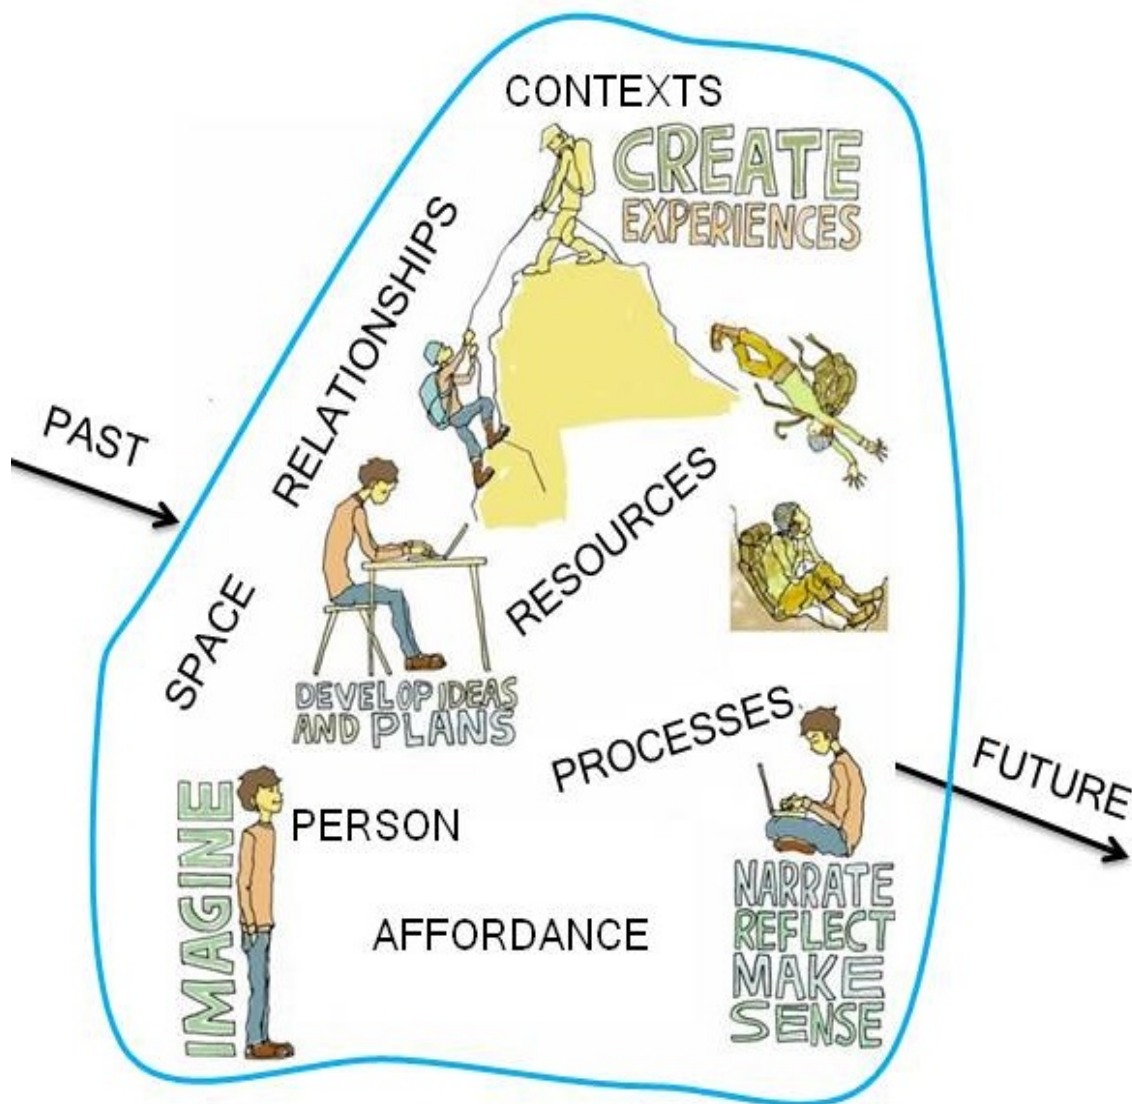 CONTEXTS
CREATE
EXPERIENCES
RELATIONSHIPS
PAST
RESOURCES
SPACE
DEVELOP IDEAS
AND PLANS
PROCESSES
FUTURE
IMAGINE
PERSON
AFFORDANCE
NARRATE
REFLECT
MAKE
SENSE